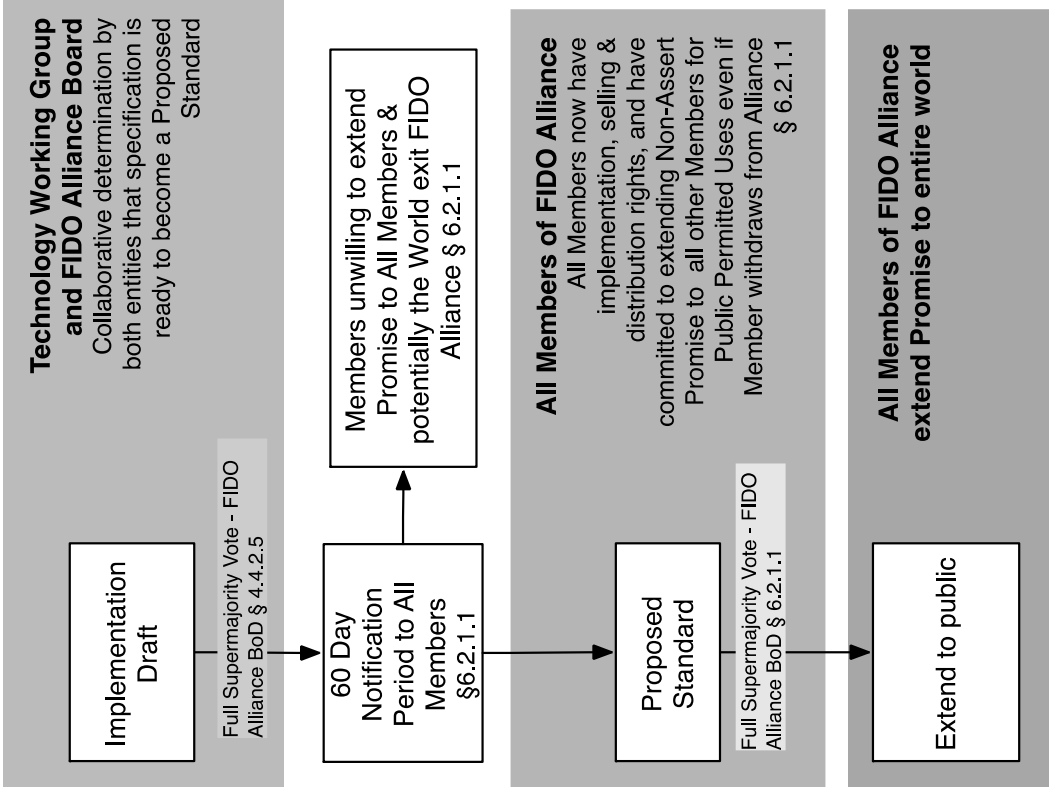 Technology Working Group
and FIDO Alliance Board
Collaborative determination by
both entities that specification is
ready to become a Proposed
Standard
Implementation
Draft
Full Supermajority Vote - FIDO
Alliance BoD § 4.4.2.5
60 Day
Notification
Period to All
Members
§6.2.1.1
Members unwilling to extend
Promise to All Members &
potentially the World exit FIDO
Alliance § 6.2.1.1
All Members of FIDO Alliance
All Members now have
implementation, selling &
distribution rights, and have
committed to extending Non-Assert
Promise to all other Members for
Public Permitted Uses even if
Member withdraws from Alliance
§ 6.2.1.1
Proposed
Standard
Full Supermajority Vote - FIDO
Alliance BoD § 6.2.1.1
All Members of FIDO Alliance
extend Promise to entire world
Extend to public